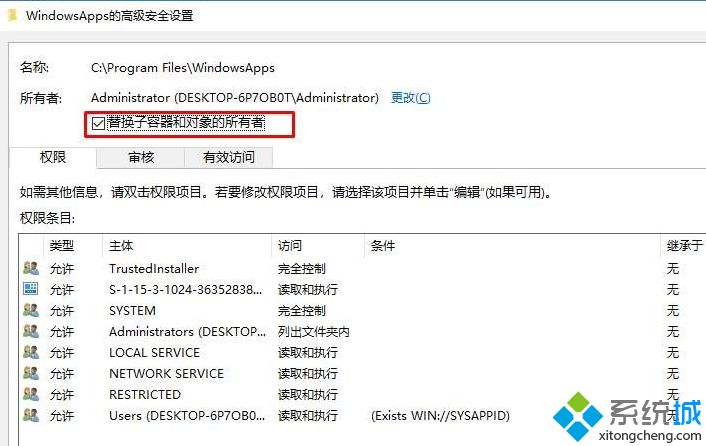 WindowsApps的高级安全设置
名称: C:\Program Files\WindowsApps
所有者: Administrator (DESKTOP-6P7OB0T\Administrator) 更改(C)
替换子容器和对象的所有者
权限 审核 有效访问
如需其他信息，请双击权限项目。若要修改权限项目，请选择该项目并单击"编辑"(如果可用)。
权限条目:
类型 主体 访问 条件 继承于
允许 TrustedInstaller 完全控制 无
允许 S-1-15-3-1024-36352838... 读取和执行 无
允许 SYSTEM 完全控制 无
允许 Administrators (DESKTOP... 列出文件夹内 无
允许 LOCAL SERVICE 读取和执行 无
允许 NETWORK SERVICE 读取和执行 无
允许 RESTRICTED 读取和执行 无
允许 Users (DESKTOP-6P7OB0... 读取和执行 (Exists WIN://SYSAPPID) 无
系统城
xitongcheng.com